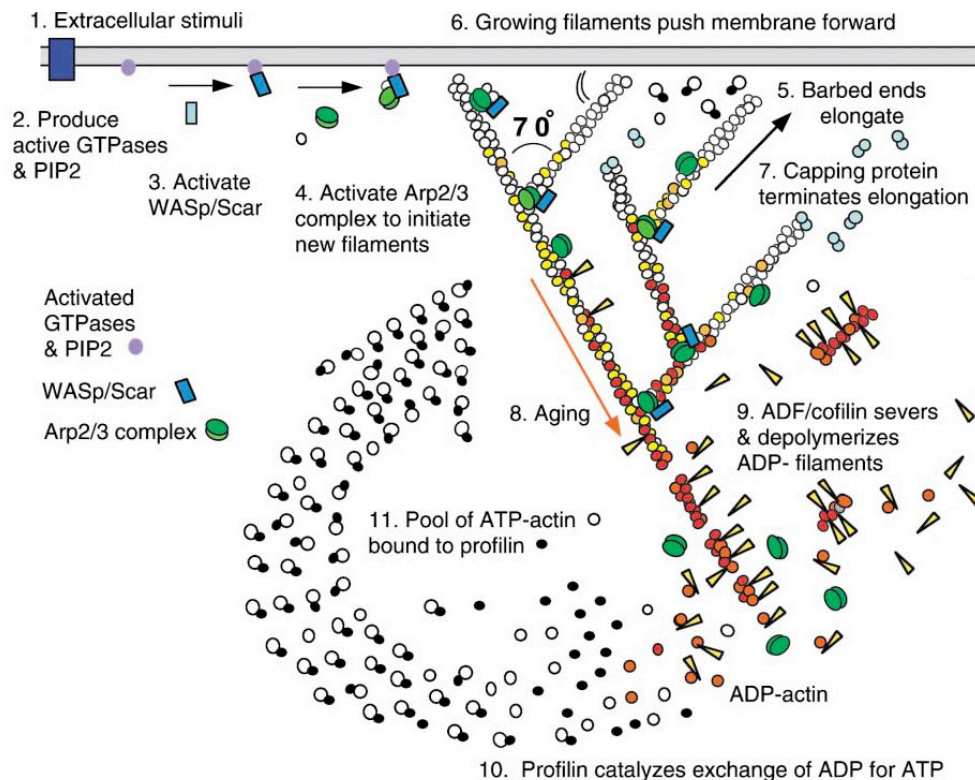 1. Extracellular stimuli
6. Growing filaments push membrane forward
2. Produce
active GTPases
& PIP2
3. Activate
WASp/Scar
4. Activate Arp2/3
complex to initiate
new filaments
70°
5. Barbed ends
elongate
7. Capping protein
terminates elongation
Activated
GTPases
& PIP2
WASp/Scar
Arp2/3 complex
8. Aging
9. ADF/cofilin severs
& depolymerizes
ADP- filaments
11. Pool of ATP-actin
bound to profilin
ADP-actin
10. Profilin catalyzes exchange of ADP for ATP